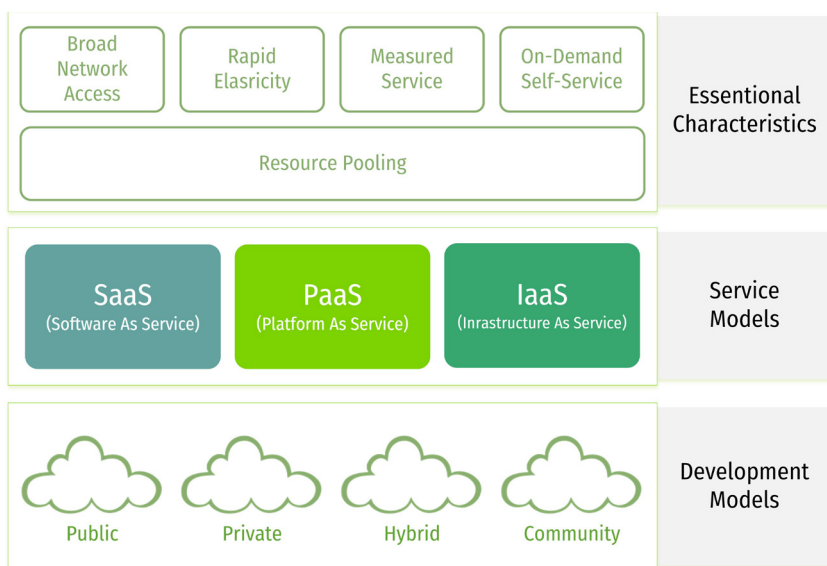 Broad
Network
Access
Rapid
Elasricity
Measured
Service
On-Demand
Self-Service
Essentional
Characteristics
Resource Pooling
SaaS
(Software As Service)
PaaS
(Platform As Service)
IaaS
(Inrastructure As Service)
Service
Models
Public
Private
Hybrid
Community
Development
Models